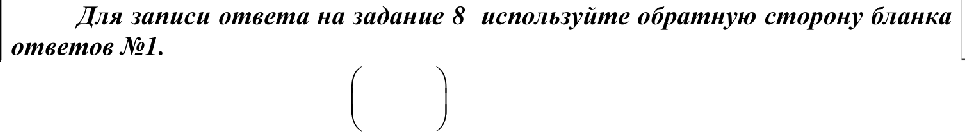 Для записи ответа на задание 8 используйте обратную сторону бланка
ответов №1.
( )